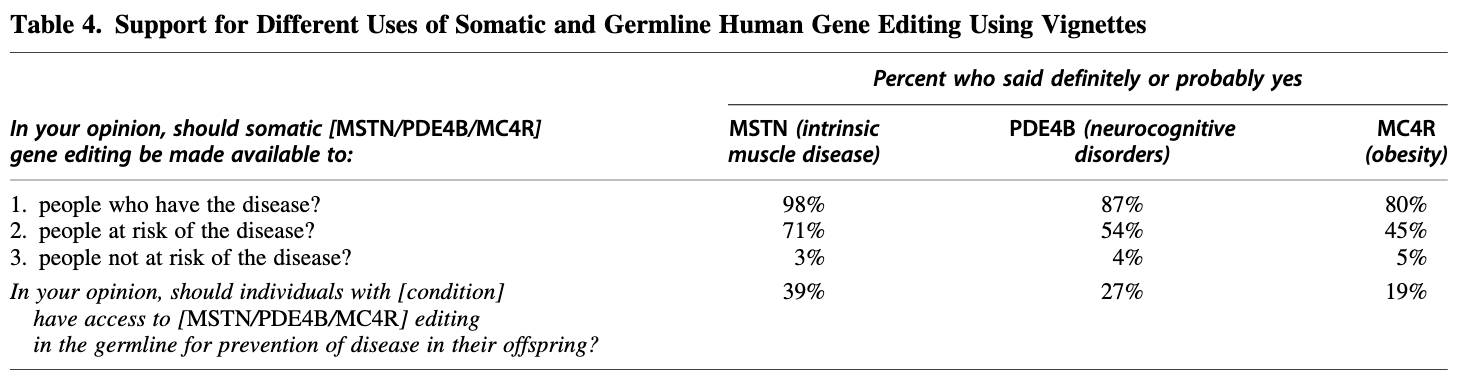 Table 4. Support for Different Uses of Somatic and Germline Human Gene Editing Using Vignettes
Percent who said definitely or probably yes
In your opinion, should somatic [MSTN/PDE4B/MC4R] MSTN (intrinsic PDE4B (neurocognitive MC4R
gene editing be made available to: muscle disease) disorders) (obesity)
1. people who have the disease? 98% 87% 80%
2. people at risk of the disease? 71% 54% 45%
3. people not at risk of the disease? 3% 4% 5%
In your opinion, should individuals with [condition] 39% 27% 19%
have access to [MSTN/PDE4B/MC4R] editing
in the germline for prevention of disease in their offspring?